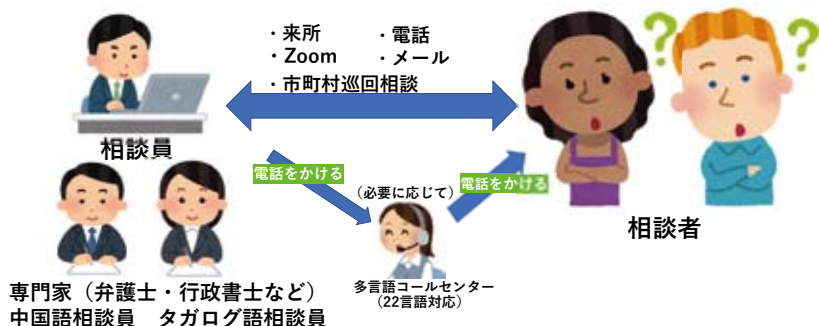 ・来所　・電話
・Zoom　・メール
・市町村巡回相談
相談員
電話をかける
（必要に応じて）
電話をかける
相談者
専門家（弁護士・行政書士など）
中国語相談員　タガログ語相談員
多言語コールセンター
（22言語対応）
?
?